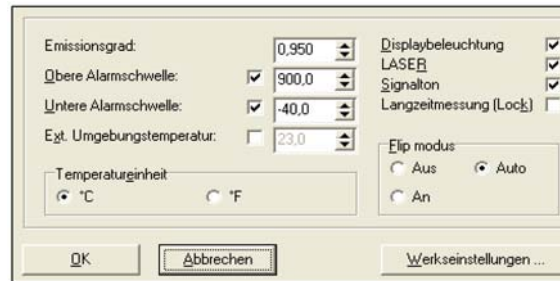 Emissionsgrad: 0,950
Obere Alarmschwelle: 900,0
Untere Alarmschwelle: -40,0
Ext. Umgebungstemperatur: 23,0
Temperatureinheit
°C °F
Displaybeleuchtung
LASER
Signalton
Langzeitmessung (Lock)
Flip modus
Aus Auto
An
OK Abbrechen Werkseinstellungen ...